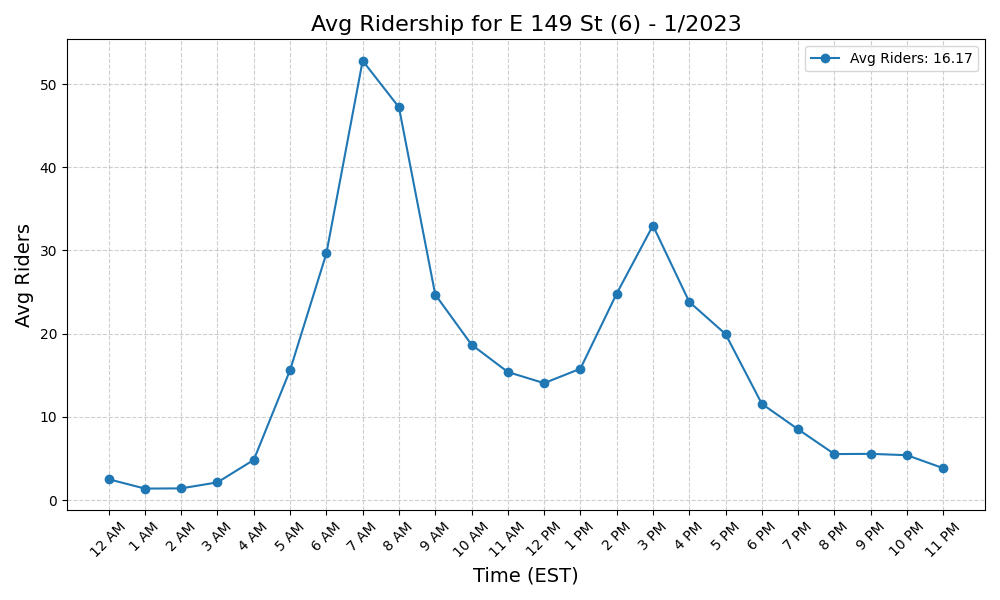 Avg Ridership for E 149 St (6) - 1/2023
Avg Riders: 16.17
Avg Riders
50
40
30
20
10
0
12 AM
1 AM
2 AM
3 AM
4 AM
5 AM
6 AM
7 AM
8 AM
9 AM
10 AM
11 AM
12 PM
1 PM
2 PM
3 PM
4 PM
5 PM
6 PM
7 PM
8 PM
9 PM
10 PM
11 PM
Time (EST)